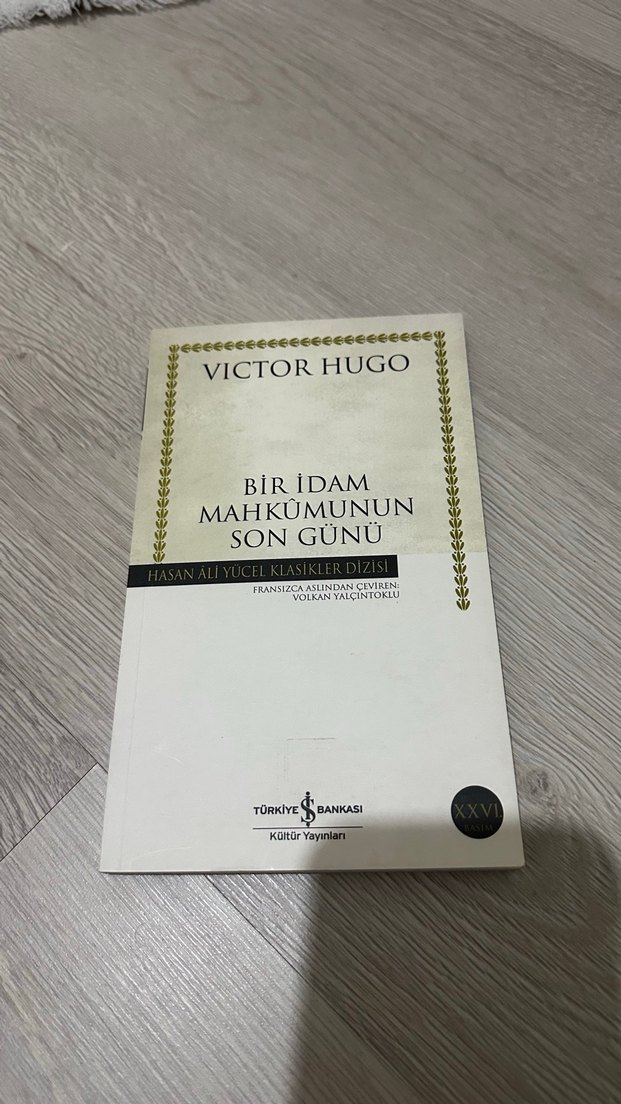 VICTOR HUGO
BİR İDAM
MAHKÛMUNUN
SON GÜNÜ
HASAN ÂLİ YÜCEL KLASİKLER DİZİSİ
FRANSIZCA ASLINDAN ÇEVİREN:
VOLKAN YALÇINTOKLU
TÜRKİYE İŞ BANKASI
Kültür Yayınları
XXVI.
BASIM